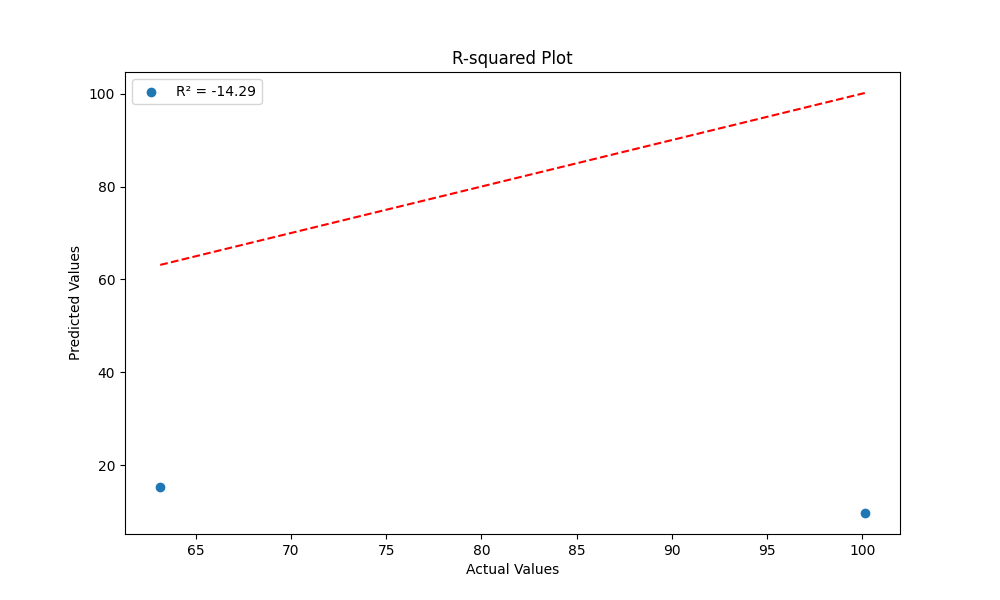 R-squared Plot
R² = -14.29
100
80
60
40
20
Predicted Values
65 70 75 80 85 90 95 100
Actual Values